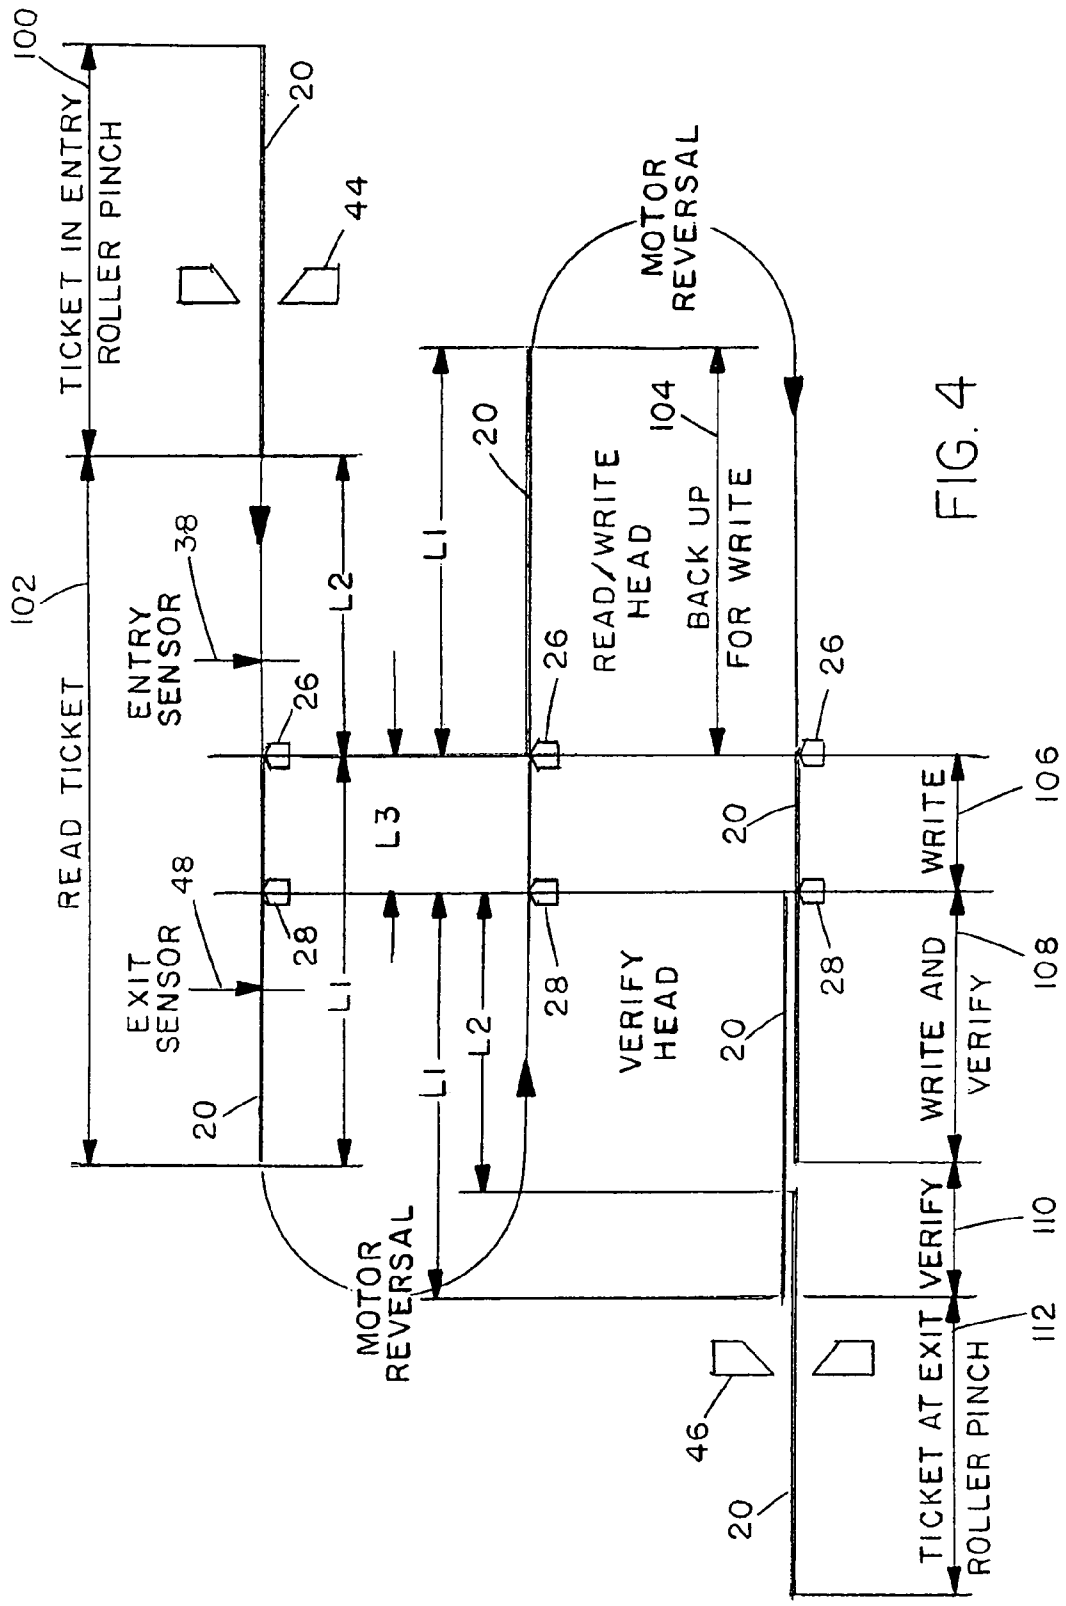 102
100
READ TICKET
TICKET IN ENTRY
ROLLER PINCH
EXIT
SENSOR
48
ENTRY
SENSOR
38
20
28
26
20
44
L1
L2
MOTOR
REVERSAL
L3
L1
L1
L2
20
28
26
VERIFY
HEAD
READ/WRITE
HEAD
MOTOR
REVERSAL
104
BACK UP
FOR WRITE
46
20
20
20
28
26
TICKET AT EXIT
ROLLER PINCH
VERIFY
WRITE AND
VERIFY
WRITE
112
110
108
106
FIG. 4